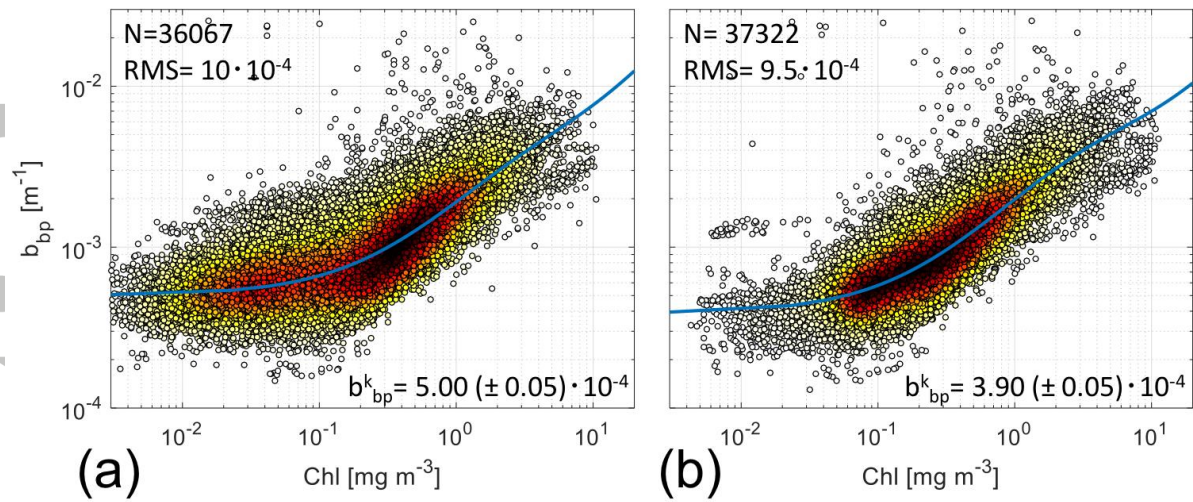 N=36067
RMS= 10·10-4
10-2
10-3
10-4
b_bp [m-1]
bk_bp= 5.00 (± 0.05)·10-4
10-2 10-1 100 101
Chl [mg m-3]
(a)
N= 37322
RMS= 9.5·10-4
bk_bp= 3.90 (± 0.05)·10-4
10-2 10-1 100 101
Chl [mg m-3]
(b)